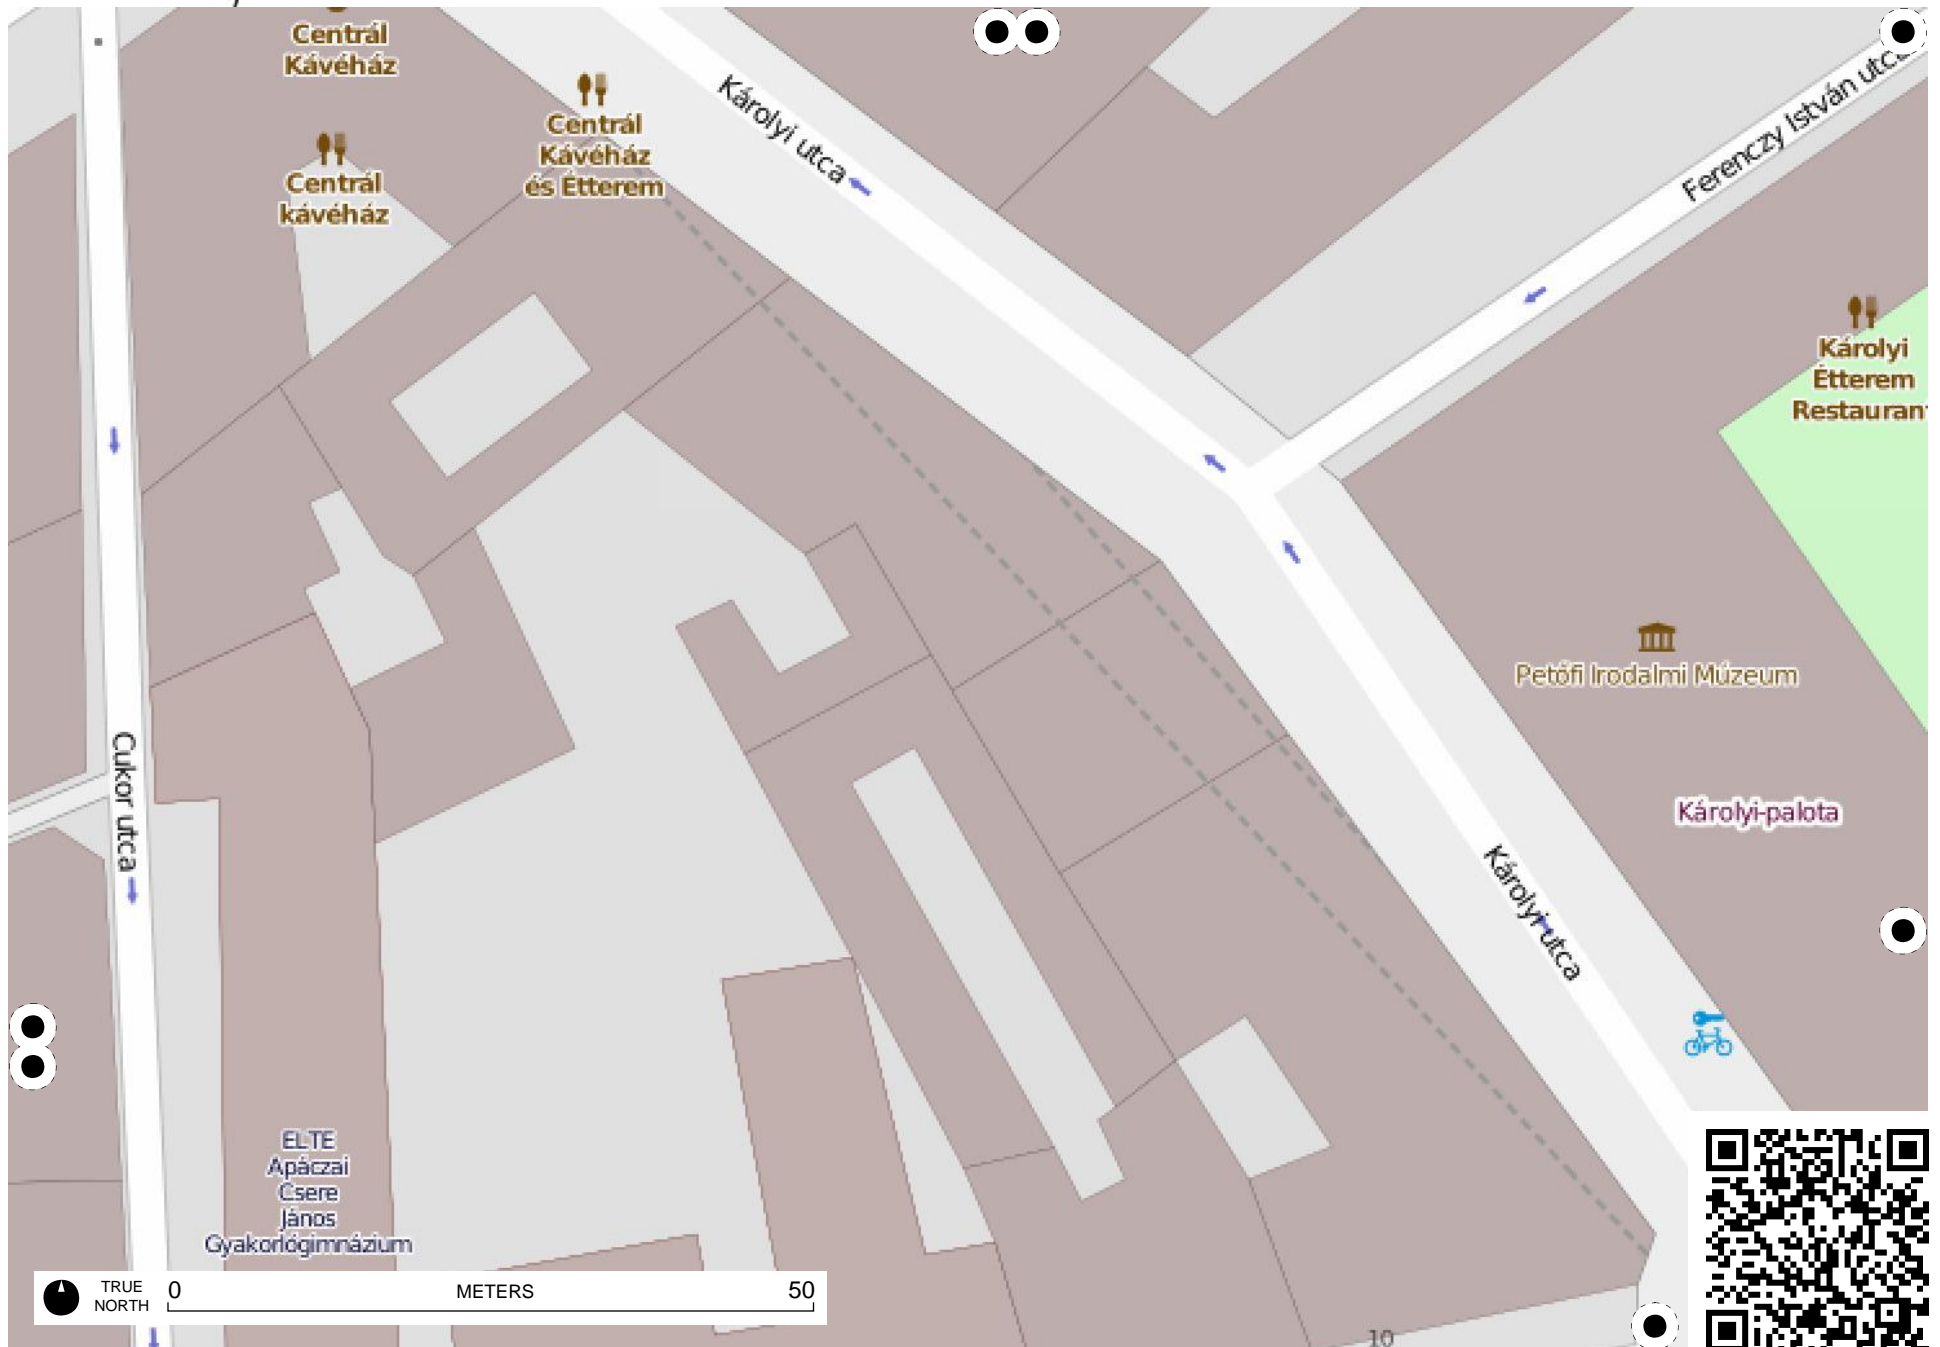 Centrál
Kávéház
Centrál
Kávéház
és Étterem
Centrál
kávéház
Károlyi utca
Ferenczy István utca
Károlyi
Étterem
Restaurant
Petőfi Irodalmi Múzeum
Károlyi-palota
Cukor utca
Károlyi utca
ELTE
Apáczai
Csere
János
Gyakorlógimnázium
TRUE
NORTH
0 METERS 50
10